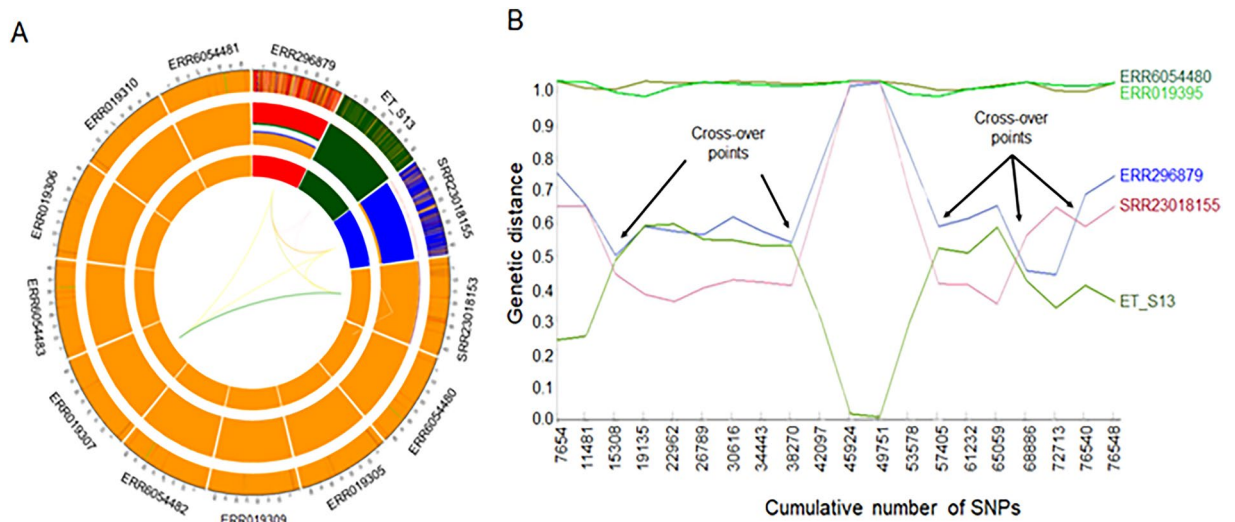 A
ERR6054481
ERR296879
ERR019310
ET_S13
ERR019306
SRR23018155
ERR6054483
SRR23018153
ERR019307
ERR6054480
ERR6054482
ERR019305
ERR019309
B
Genetic distance
1.0
0.9
0.8
0.7
0.6
0.5
0.4
0.3
0.2
0.1
0.0
Cross-over
points
Cross-over
points
ERR6054480
ERR019395
ERR296879
SRR23018155
ET_S13
7654
11481
15308
19135
22962
26789
30616
34443
38270
42097
45924
49751
53578
57405
61232
65059
68886
72713
76540
76548
Cumulative number of SNPs